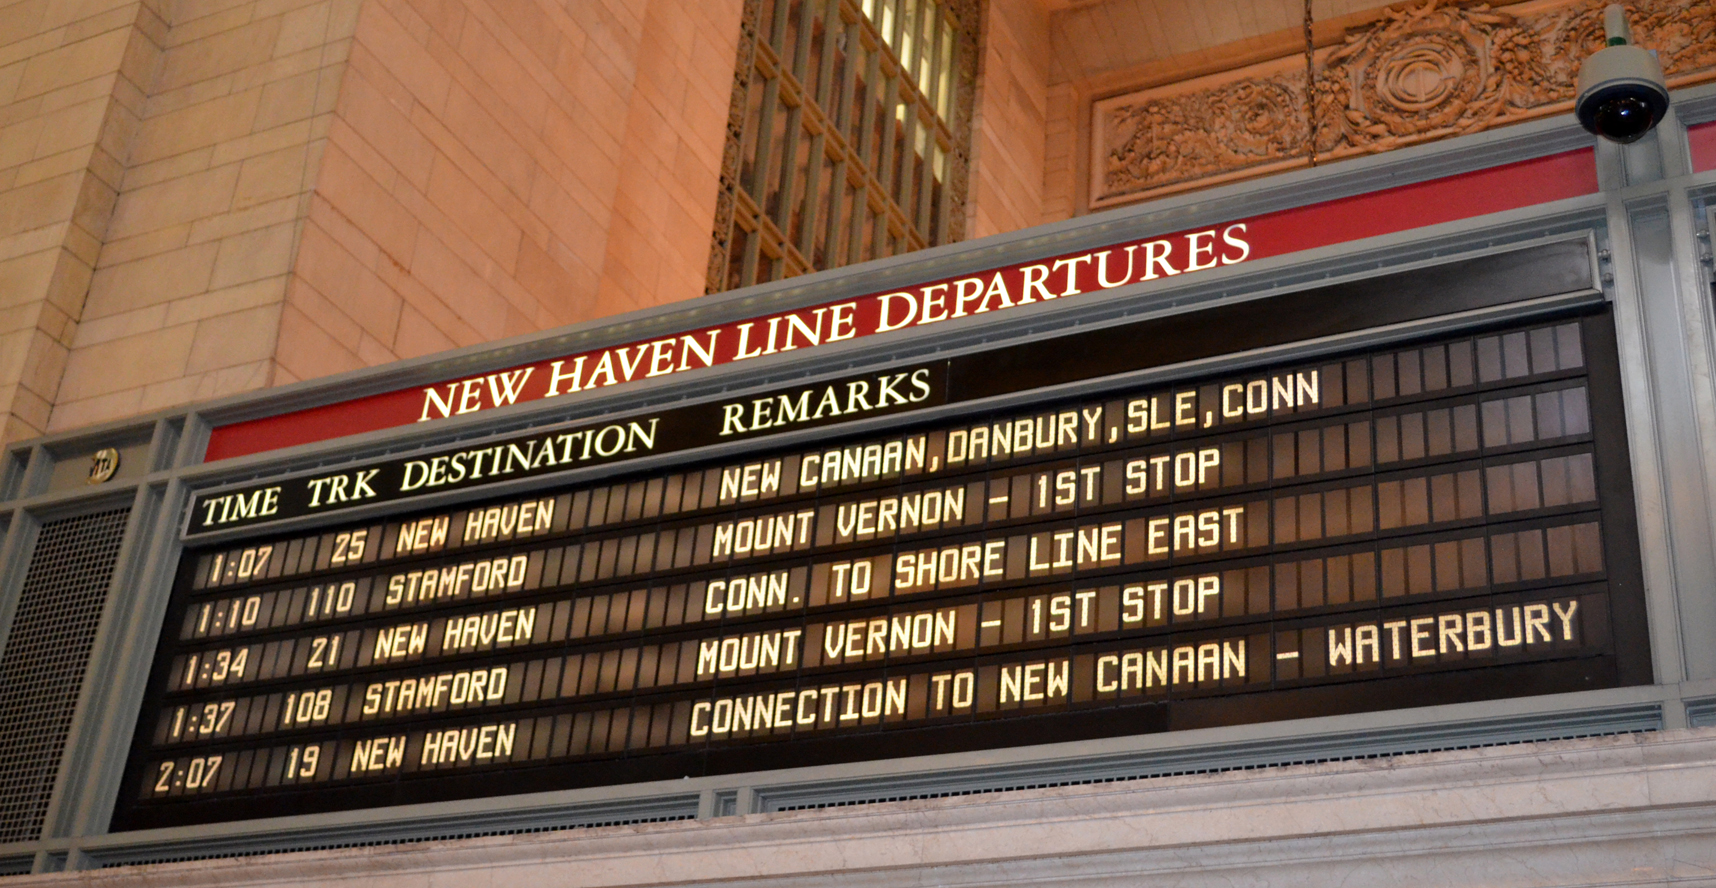 NEW HAVEN LINE DEPARTURES
TIME TRK DESTINATION REMARKS
1:07 25 NEW HAVEN NEW CANAAN,DANBURY,SLE,CONN
1:10 110 STAMFORD MOUNT VERNON - 1ST STOP
1:34 21 NEW HAVEN CONN. TO SHORE LINE EAST
1:37 108 STAMFORD MOUNT VERNON - 1ST STOP
2:07 19 NEW HAVEN CONNECTION TO NEW CANAAN - WATERBURY
MTA